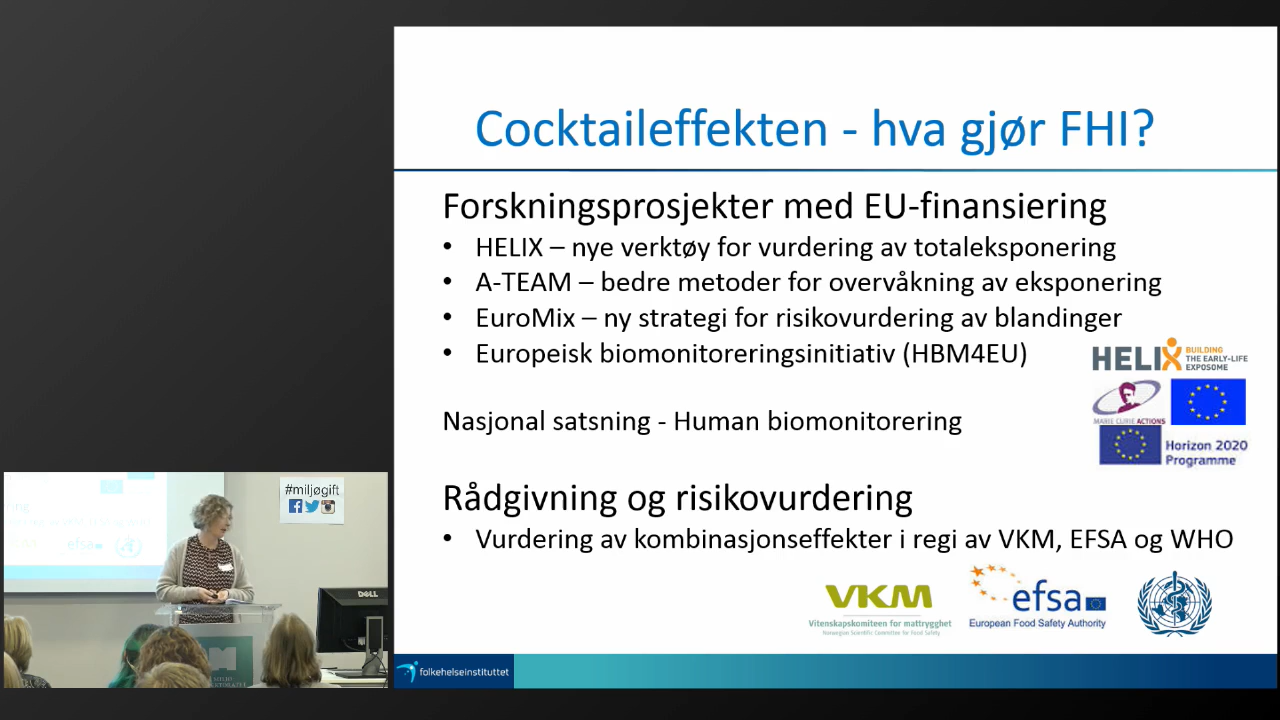 Cocktaileffekten - hva gjør FHI?
Forskningsprosjekter med EU-finansiering
• HELIX – nye verktøy for vurdering av totaleksponering
• A-TEAM – bedre metoder for overvåkning av eksponering
• EuroMix – ny strategi for risikovurdering av blandinger
• Europeisk biomonitoreringsinitiativ (HBM4EU)
HELIX BUILDING
THE EARLY-LIFE
EXPOSOME
MARIE CURIE ACTIONS
Nasjonal satsning - Human biomonitorering
Horizon 2020
Programme
Rådgivning og risikovurdering
• Vurdering av kombinasjonseffekter i regi av VKM, EFSA og WHO
VKM
Vitenskapskomiteen for mattrygghet
Norwegian Scientific Committee for Food Safety
efsa
European Food Safety Authority
folkehelseinstituttet
#miljøgift
efsa
DELL